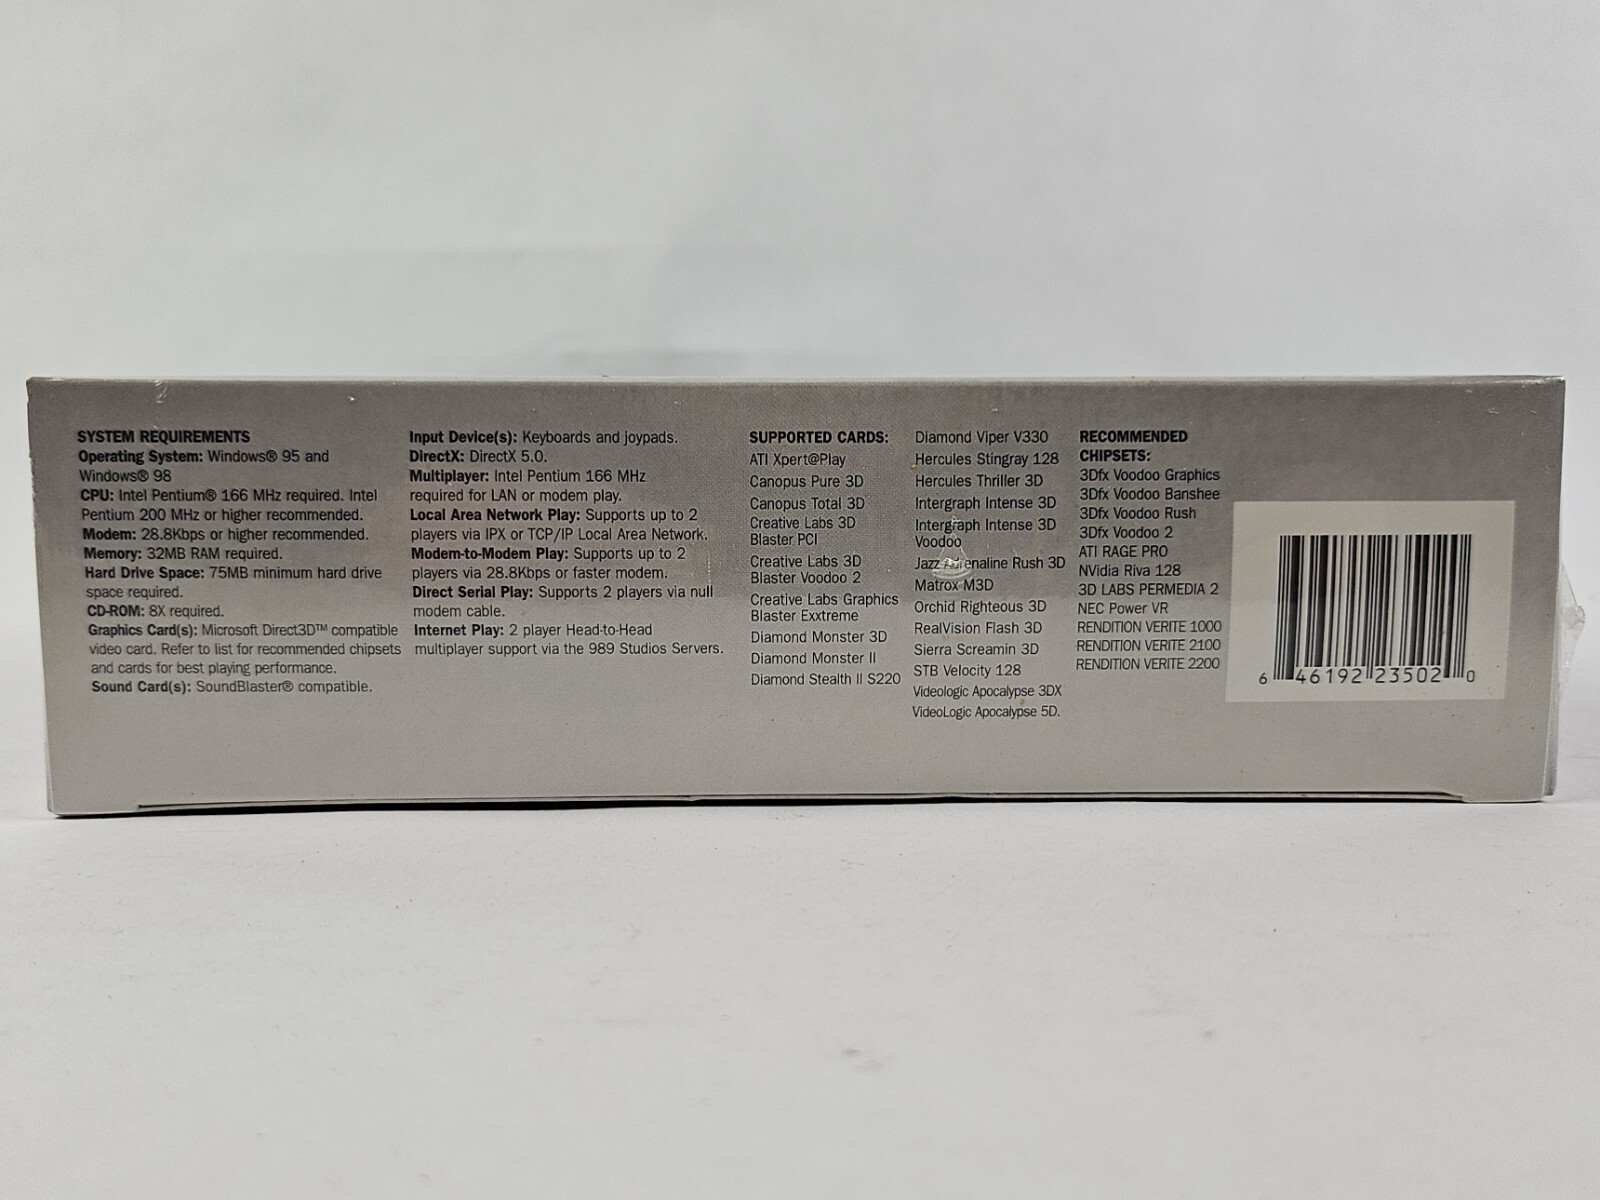 SYSTEM REQUIREMENTS
Operating System: Windows® 95 and
Windows® 98
CPU: Intel Pentium® 166 MHz required. Intel
Pentium 200 MHz or higher recommended.
Modem: 28.8Kbps or higher recommended.
Memory: 32MB RAM required.
Hard Drive Space: 75MB minimum hard drive
space required.
CD-ROM: 8X required.
Graphics Card(s): Microsoft Direct3D™ compatible
video card. Refer to list for recommended chipsets
and cards for best playing performance.
Sound Card(s): SoundBlaster® compatible.
Input Device(s): Keyboards and joypads.
DirectX: DirectX 5.0.
Multiplayer: Intel Pentium 166 MHz
required for LAN or modem play.
Local Area Network Play: Supports up to 2
players via IPX or TCP/IP Local Area Network.
Modem-to-Modem Play: Supports up to 2
players via 28.8Kbps or faster modem.
Direct Serial Play: Supports 2 players via null
modem cable.
Internet Play: 2 player Head-to-Head
multiplayer support via the 989 Studios Servers.
SUPPORTED CARDS:
ATI Xpert@Play
Canopus Pure 3D
Canopus Total 3D
Creative Labs 3D
Blaster PCI
Creative Labs 3D
Blaster Voodoo 2
Creative Labs Graphics
Blaster Exxtreme
Diamond Monster 3D
Diamond Monster II
Diamond Stealth II S220
Diamond Viper V330
Hercules Stingray 128
Hercules Thriller 3D
Intergraph Intense 3D
Intergraph Intense 3D
Voodoo
Jazz Adrenaline Rush 3D
Matrox M3D
Orchid Righteous 3D
RealVision Flash 3D
Sierra Screamin 3D
STB Velocity 128
Videologic Apocalypse 3DX
VideoLogic Apocalypse 5D.
RECOMMENDED
CHIPSETS:
3Dfx Voodoo Graphics
3Dfx Voodoo Banshee
3Dfx Voodoo Rush
3Dfx Voodoo 2
ATI RAGE PRO
NVidia Riva 128
3D LABS PERMEDIA 2
NEC Power VR
RENDITION VERITE 1000
RENDITION VERITE 2100
RENDITION VERITE 2200
6 46192 23502 0